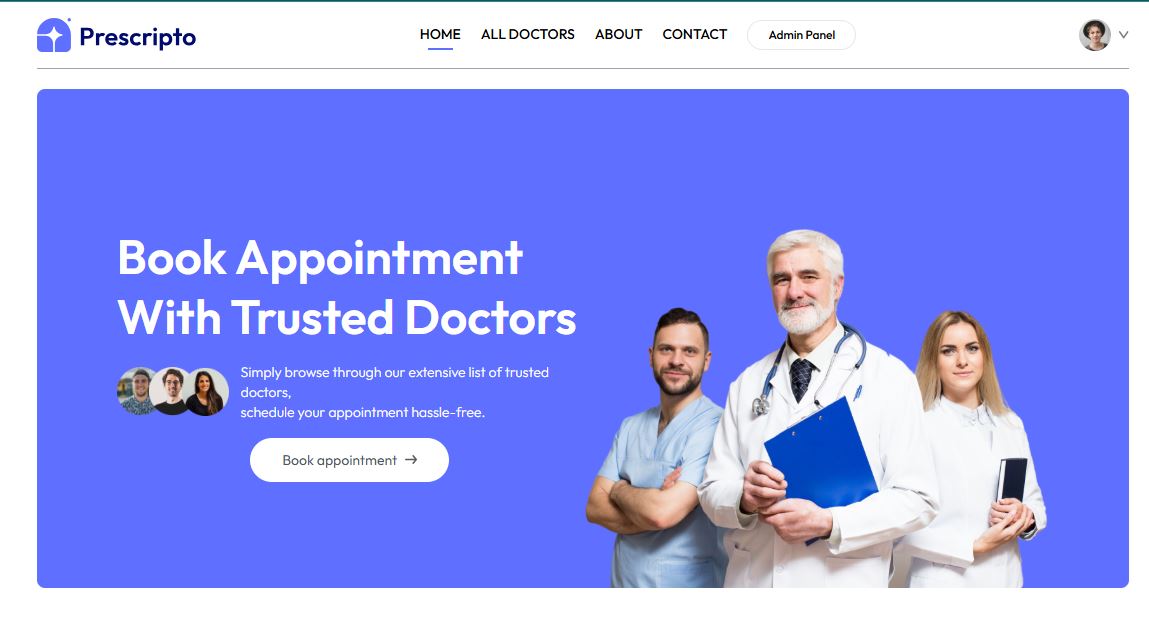 Prescripto
HOME
ALL DOCTORS
ABOUT
CONTACT
Admin Panel
Book Appointment
With Trusted Doctors
Simply browse through our extensive list of trusted
doctors,
schedule your appointment hassle-free.
Book appointment →